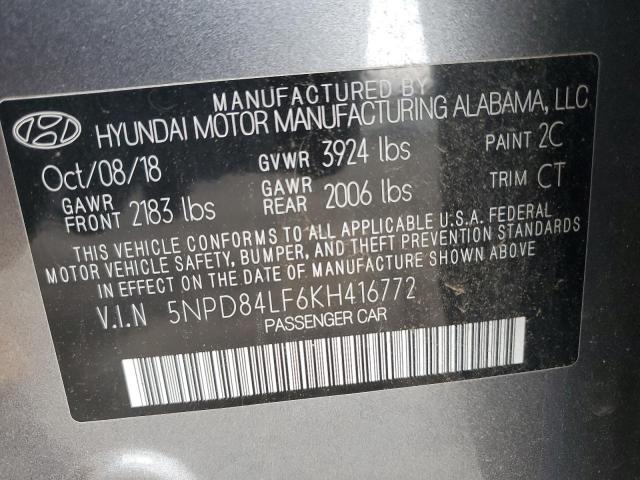 MANUFACTURED BY
HYUNDAI MOTOR MANUFACTURING ALABAMA, LLC
Oct/08/18 GVWR 3924 lbs PAINT 2C
GAWR FRONT 2183 lbs GAWR REAR 2006 lbs TRIM CT
THIS VEHICLE CONFORMS TO ALL APPLICABLE U.S.A. FEDERAL
MOTOR VEHICLE SAFETY, BUMPER, AND THEFT PREVENTION STANDARDS
IN EFFECT ON THE DATE OF MANUFACTURE SHOWN ABOVE.
V.I.N 5NPD84LF6KH416772
PASSENGER CAR